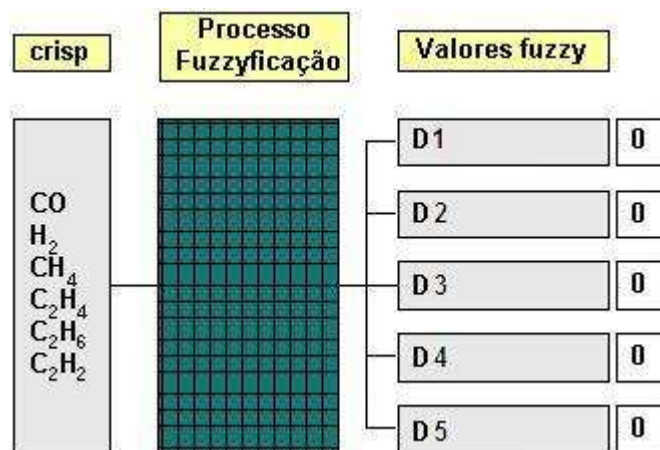 crisp
Processo
Fuzzyficação
Valores fuzzy
CO
H2
CH4
C2H4
C2H6
C2H2
D1 0
D2 0
D3 0
D4 0
D5 0